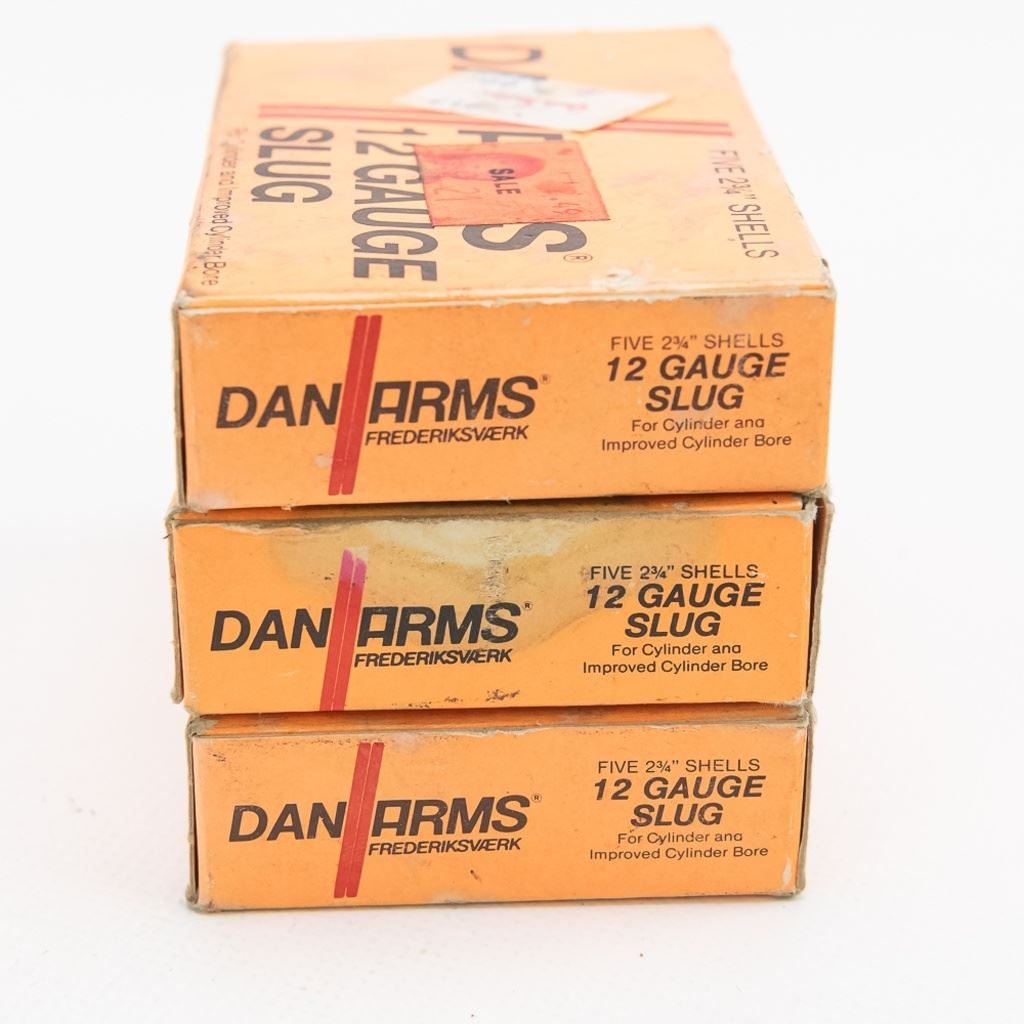 FIVE 2¾" SHELLS
12 GAUGE
SLUG
For Cylinder and Improved Cylinder Bore
SALE
DAN ARMS®
FREDERIKSVÆRK
FIVE 2¾" SHELLS
12 GAUGE
SLUG
For Cylinder and
Improved Cylinder Bore
DAN ARMS®
FREDERIKSVÆRK
FIVE 2¾" SHELLS
12 GAUGE
SLUG
For Cylinder and
Improved Cylinder Bore
DAN ARMS®
FREDERIKSVÆRK
FIVE 2¾" SHELLS
12 GAUGE
SLUG
For Cylinder and
Improved Cylinder Bore